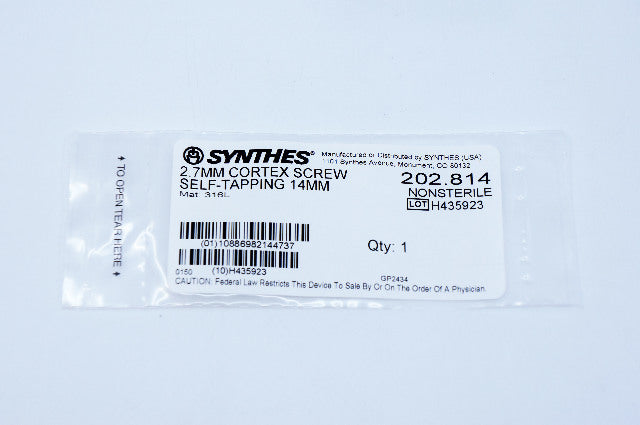 SYNTHES®
Manufactured or Distributed by SYNTHES (USA)
1101 Synthes Avenue, Monument, CO 80132
2.7MM CORTEX SCREW
SELF-TAPPING 14MM
Mat. 316L
202.814
NONSTERILE
LOT H435923
(01)10886982144737
Qty: 1
(10)H435923
0150
GP2434
CAUTION: Federal Law Restricts This Device To Sale By Or On The Order Of A Physician.
TO OPEN TEAR HERE